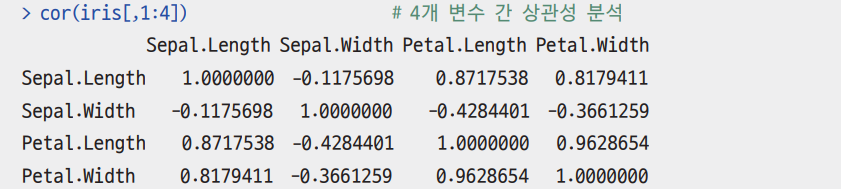 > cor(iris[,1:4]) # 4개 변수 간 상관성 분석
Sepal.Length Sepal.Width Petal.Length Petal.Width
Sepal.Length 1.0000000 -0.1175698 0.8717538 0.8179411
Sepal.Width -0.1175698 1.0000000 -0.4284401 -0.3661259
Petal.Length 0.8717538 -0.4284401 1.0000000 0.9628654
Petal.Width 0.8179411 -0.3661259 0.9628654 1.0000000